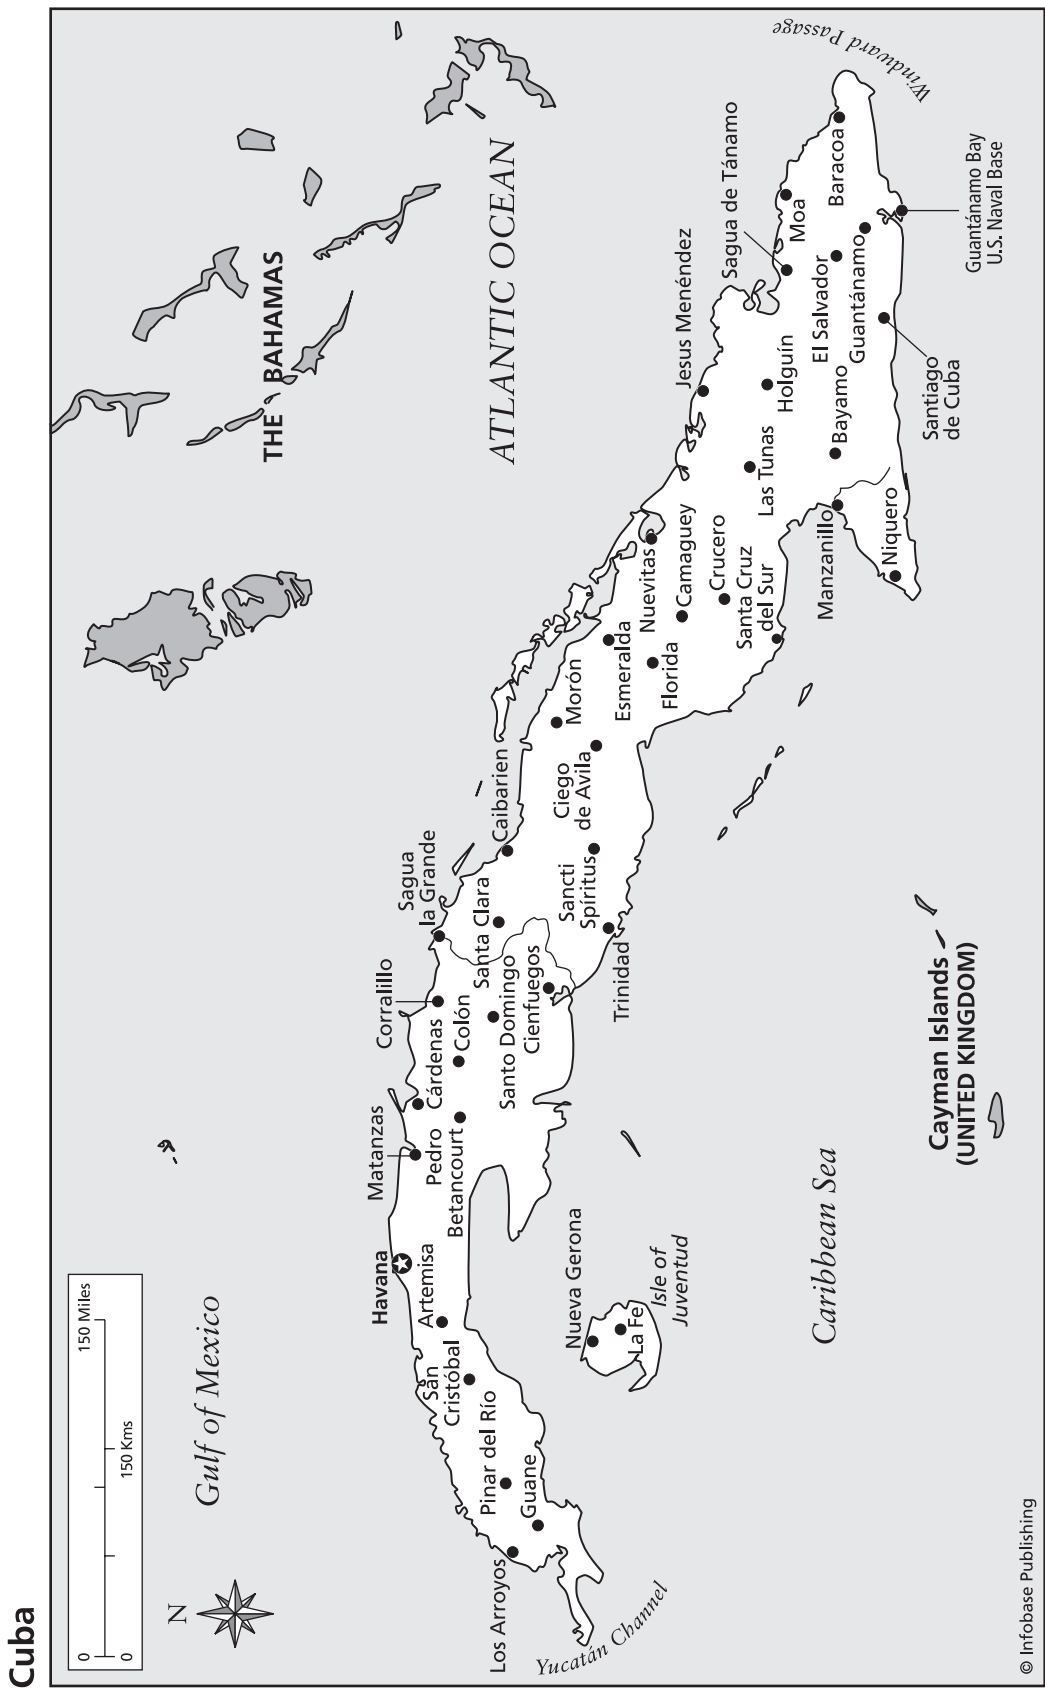 Cuba
0
150 Miles
0
150 Kms
N
Gulf of Mexico
THE BAHAMAS
ATLANTIC OCEAN
Windward Passage
Yucatán Channel
Caribbean Sea
Los Arroyos
Guane
Pinar del Río
San
Cristóbal
Artemisa
Havana
Matanzas
Pedro
Betancourt
Cárdenas
Colón
Corralillo
Santo Domingo
Cienfuegos
Sagua
la Grande
Santa Clara
Caibarien
Trinidad
Sancti
Spíritus
Ciego
de Avila
Morón
Esmeralda
Florida
Nuevitas
Camaguey
Crucero
Santa Cruz
del Sur
Las Tunas
Jesus Menéndez
Holguín
Manzanillo
Niquero
Bayamo
Sagua de Tánamo
Moa
El Salvador
Guantánamo
Baracoa
Santiago
de Cuba
Guantánamo Bay
U.S. Naval Base
Nueva Gerona
La Fe
Isle of
Juventud
Cayman Islands
(UNITED KINGDOM)
© Infobase Publishing